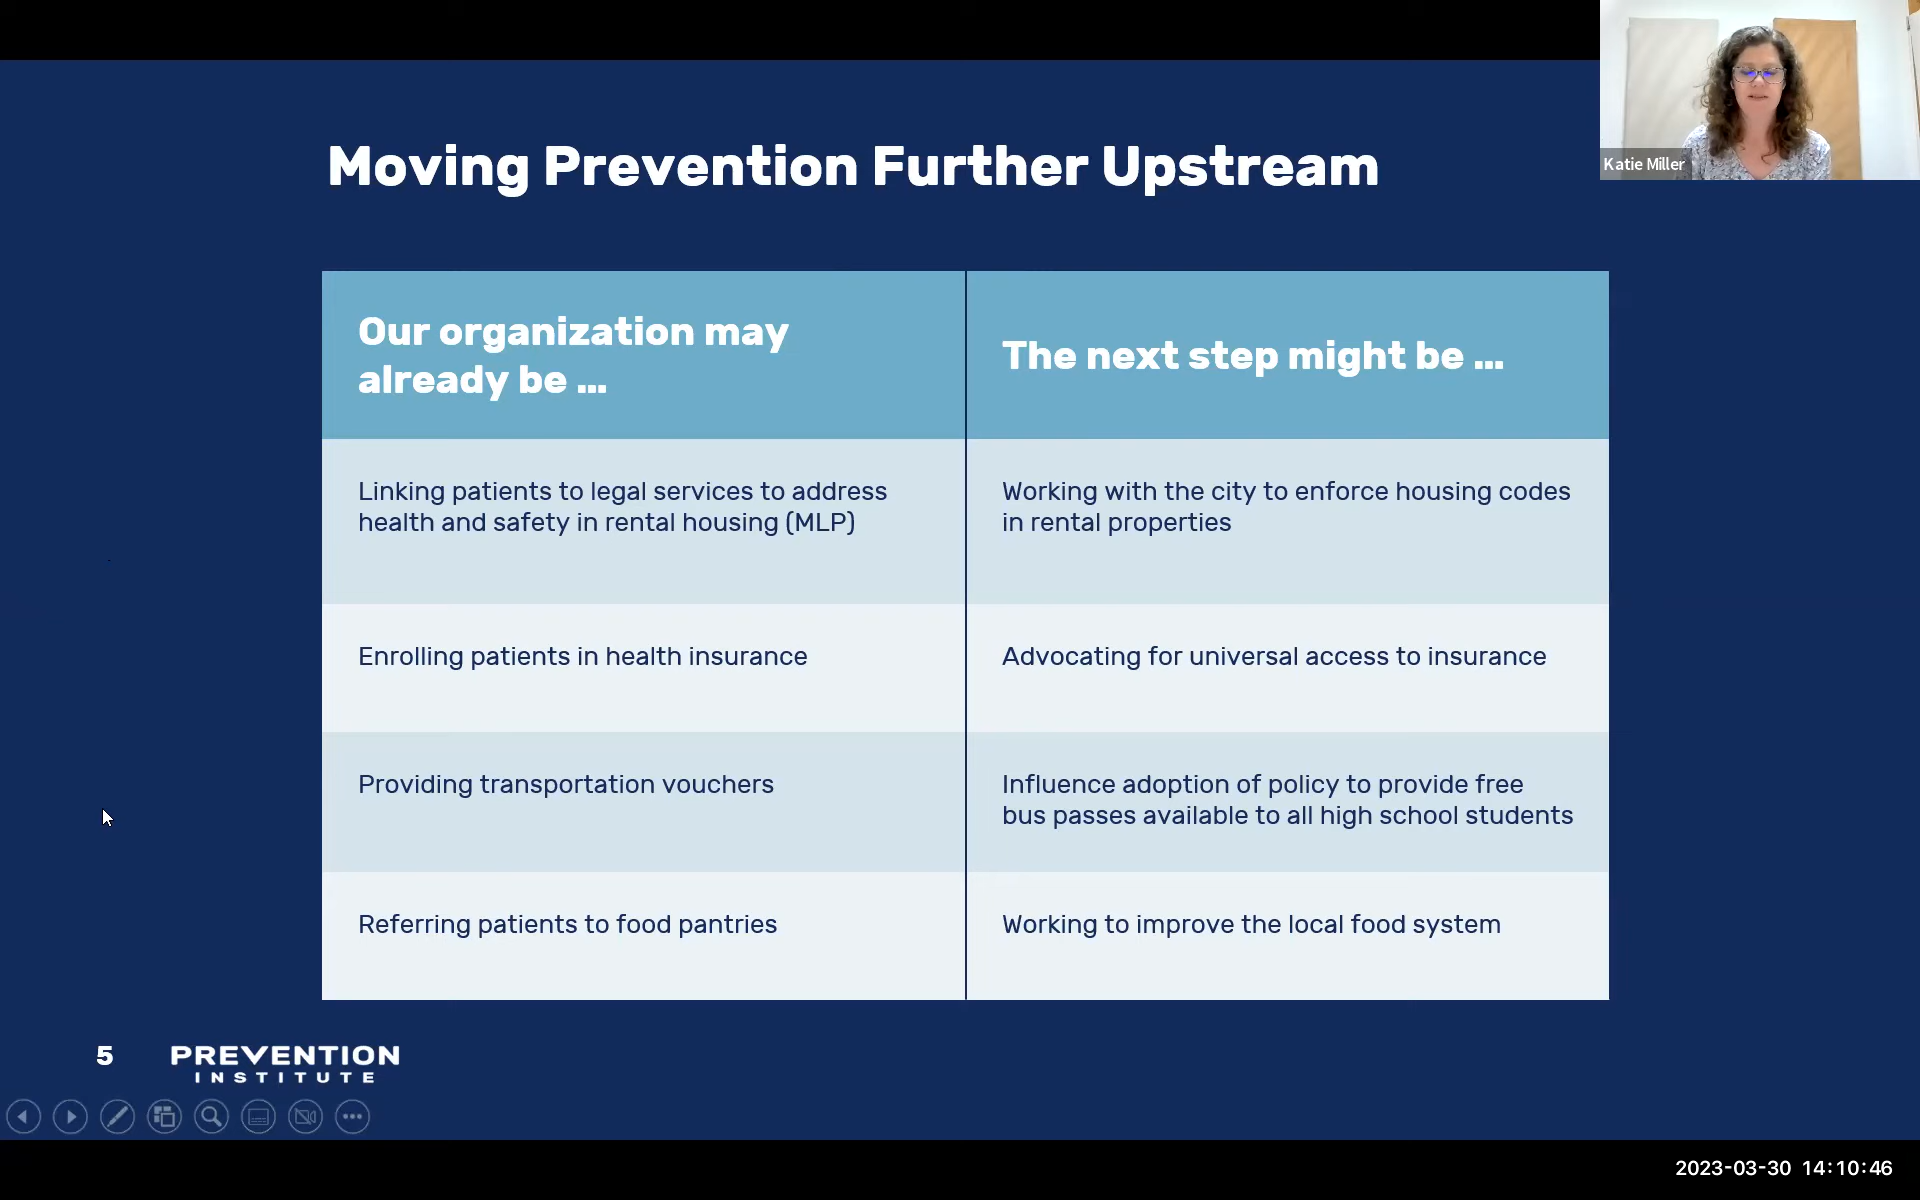 Moving Prevention Further Upstream
Katie Miller
Our organization may
already be ...
The next step might be ...
Linking patients to legal services to address
health and safety in rental housing (MLP)
Working with the city to enforce housing codes
in rental properties
Enrolling patients in health insurance
Advocating for universal access to insurance
Providing transportation vouchers
Influence adoption of policy to provide free
bus passes available to all high school students
Referring patients to food pantries
Working to improve the local food system
5
PREVENTION
INSTITUTE
2023-03-30 14:10:46